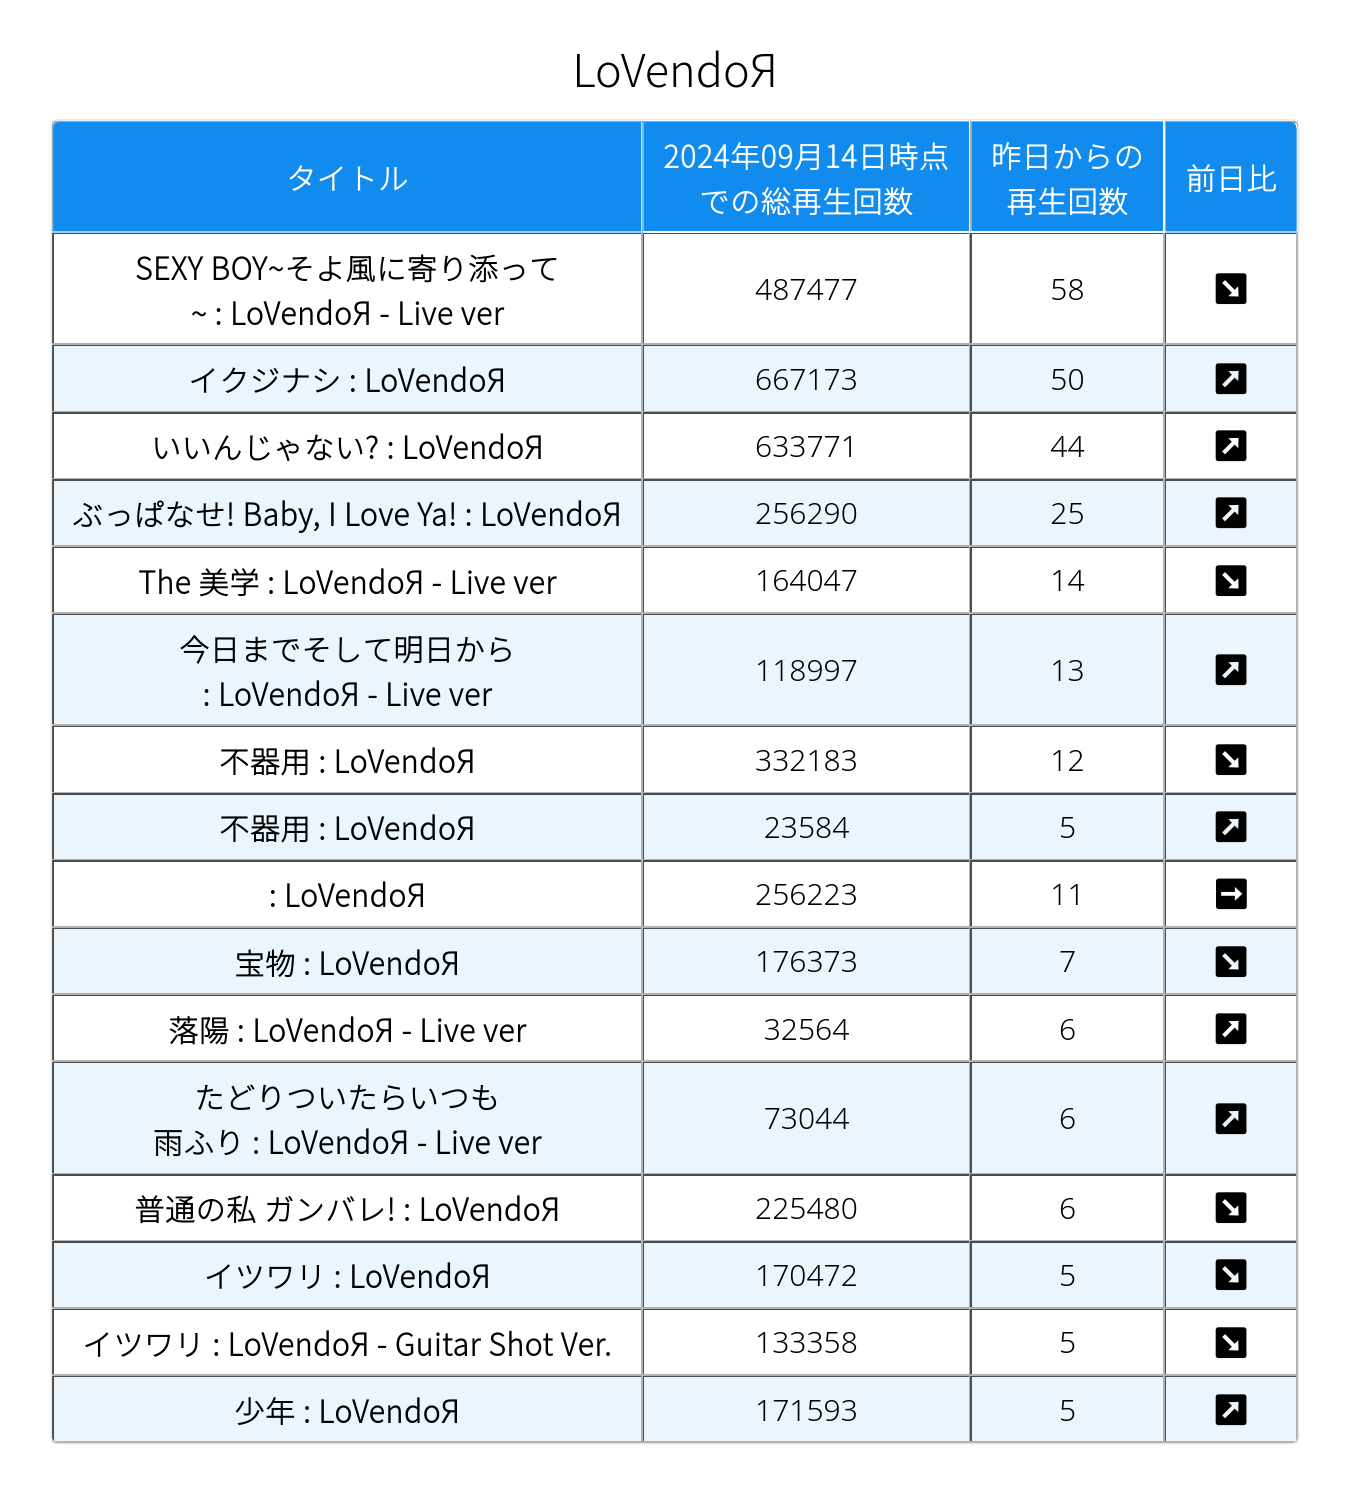 LoVendoЯ
タイトル
2024年09月14日時点
での総再生回数
昨日からの
再生回数
前日比
SEXY BOY~そよ風に寄り添って
~ : LoVendoЯ - Live ver
487477
58
イクジナシ : LoVendoЯ
667173
50
いいんじゃない? : LoVendoЯ
633771
44
ぶっぱなせ! Baby, I Love Ya! : LoVendoЯ
256290
25
The 美学 : LoVendoЯ - Live ver
164047
14
今日までそして明日から
: LoVendoЯ - Live ver
118997
13
不器用 : LoVendoЯ
332183
12
不器用 : LoVendoЯ
23584
5
: LoVendoЯ
256223
11
宝物 : LoVendoЯ
176373
7
落陽 : LoVendoЯ - Live ver
32564
6
たどりついたらいつも
雨ふり : LoVendoЯ - Live ver
73044
6
普通の私 ガンバレ! : LoVendoЯ
225480
6
イツワリ : LoVendoЯ
170472
5
イツワリ : LoVendoЯ - Guitar Shot Ver.
133358
5
少年 : LoVendoЯ
171593
5